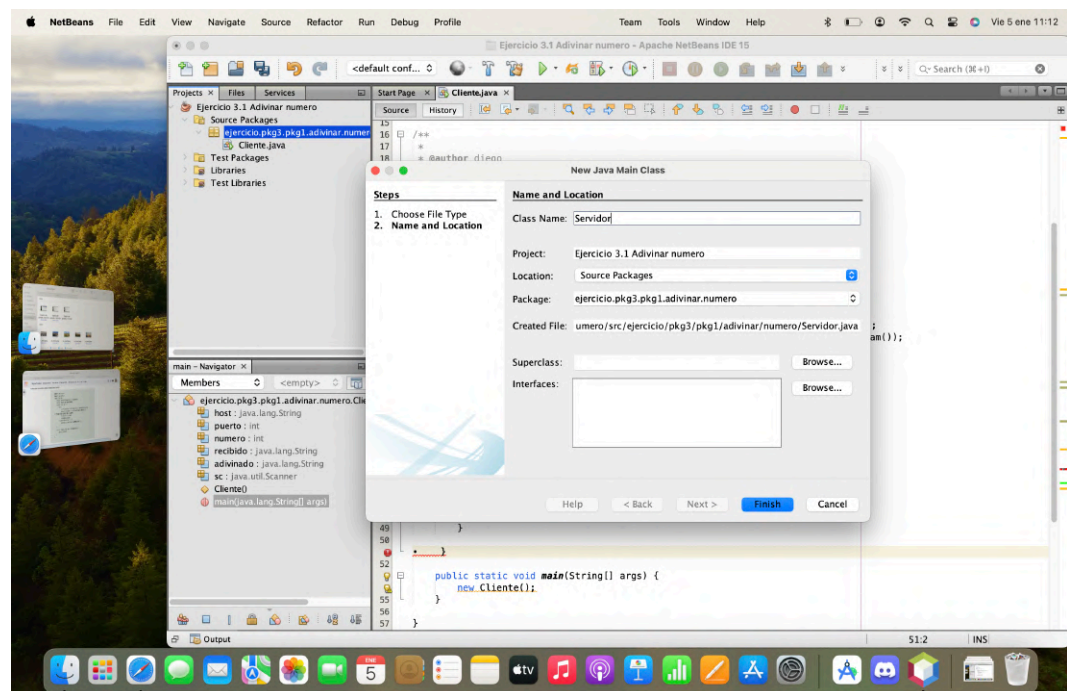 NetBeans File Edit View Navigate Source Refactor Run Debug Profile Team Tools Window Help Vie 5 ene 11:12
Ejercicio 3.1 Adivinar numero - Apache NetBeans IDE 15
<default conf... Search (⌘+I)
Projects × Files Services
Start Page × Cliente.java ×
Source History
Ejercicio 3.1 Adivinar numero
Source Packages
ejercicio.pkg3.pkg1.adivinar.numer
Cliente.java
Test Packages
Libraries
Test Libraries
15
16 /**
17 *
18 * @author diego
New Java Main Class
Steps
1. Choose File Type
2. Name and Location
Name and Location
Class Name: Servidor
Project: Ejercicio 3.1 Adivinar numero
Location: Source Packages
Package: ejercicio.pkg3.pkg1.adivinar.numero
Created File: umero/src/ejercicio/pkg3/pkg1/adivinar/numero/Servidor.java
Superclass: Browse...
Interfaces: Browse...
Help < Back Next > Finish Cancel
;
am());
main - Navigator ×
Members <empty>
ejercicio.pkg3.pkg1.adivinar.numero.Clie
host : java.lang.String
puerto : int
numero : int
recibido : java.lang.String
adivinado : java.lang.String
sc : java.util.Scanner
Cliente()
main(java.lang.String[] args)
49 }
50
}
52
public static void main(String[] args) {
new Cliente();
55 }
56
57 }
Output
51:2 INS
ENE
5
tv